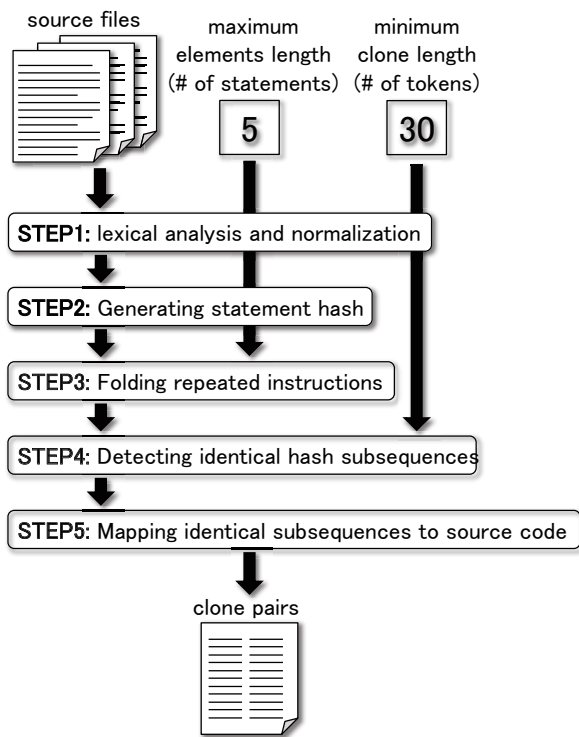 source files
maximum
elements length
(# of statements)
minimum
clone length
(# of tokens)
5
30
STEP1: lexical analysis and normalization
STEP2: Generating statement hash
STEP3: Folding repeated instructions
STEP4: Detecting identical hash subsequences
STEP5: Mapping identical subsequences to source code
clone pairs